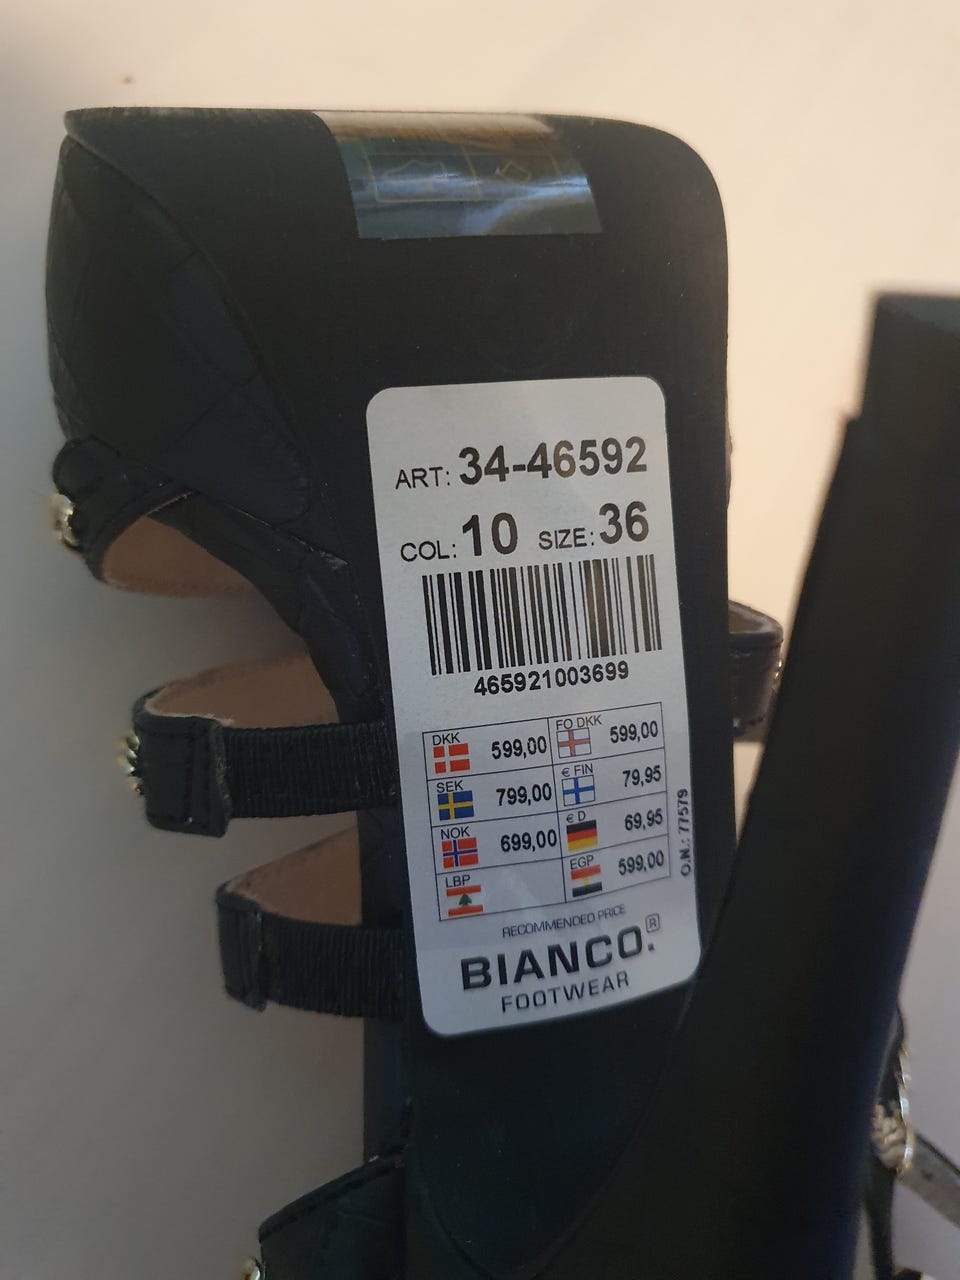 ART: 34-46592
COL: 10 SIZE: 36
465921003699
DKK 599,00 FO DKK 599,00
SEK 799,00 € FIN 79,95
NOK 699,00 € D 69,95
LBP EGP 599,00
O.N.: 77579
RECOMMENDED PRICE
BIANCO. ®
FOOTWEAR